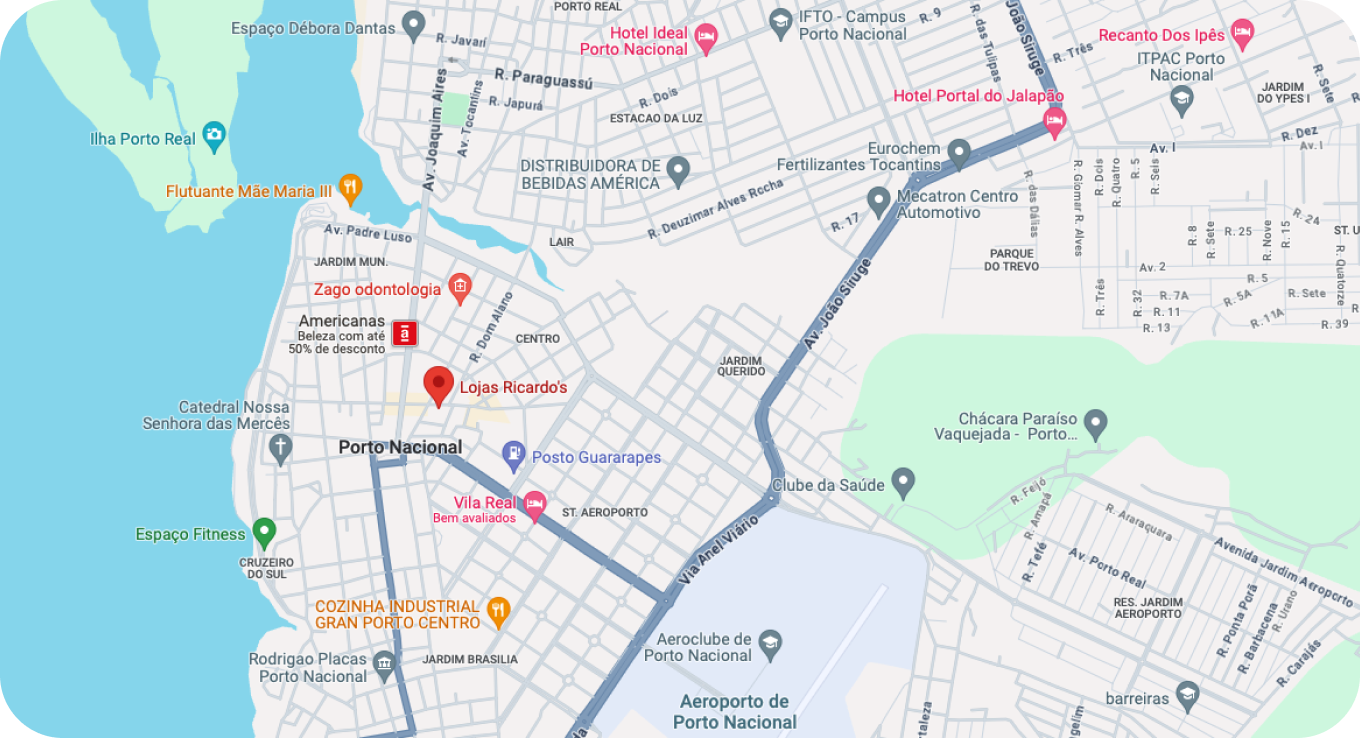 PORTO REAL
Espaço Débora Dantas
R. Javarí
Hotel Ideal
Porto Nacional
IFTO - Campus
Porto Nacional
R. 9
R. das Tulipas
João Siruge
R. Três
Recanto Dos Ipês
ITPAC Porto
Nacional
JARDIM
DO YPES I
R. Sete
R. Paraguassú
R. Japurá
Av. Joaquim Aires
Av. Tocantins
R. Dois
ESTACAO DA LUZ
Hotel Portal do Jalapão
Ilha Porto Real
Eurochem
Fertilizantes Tocantins
Av. I
R. Dez
Av. I
DISTRIBUIDORA DE
BEBIDAS AMÉRICA
Flutuante Mãe Maria III
R. Deuzimar Alves Rocha
Mecatron Centro
Automotivo
R. 17
R. das Dálias
R. Giomar R. Alves
R. Dois
R. Quatro
R. 5
R. Seis
R. 24
Av. Padre Luso
LAIR
R. 8
R. Sete
R. 25
R. Nove
R. 15
ST. U
JARDIM MUN.
PARQUE
DO TREVO
Av. 2
R. Quatorze
Zago odontologia
R. Dom Alano
Av. João Siruge
R. Três
R. 32
R. 7A
R. 11
R. 13
R. 5
R. 5A
R. Sete
R. 11A
R. 39
Americanas
Beleza com até
50% de desconto
CENTRO
JARDIM
QUERIDO
Lojas Ricardo's
Catedral Nossa
Senhora das Mercês
Chácara Paraíso
Vaquejada - Porto...
Porto Nacional
Posto Guararapes
Clube da Saúde
R. Feijó
R. Amapá
Vila Real
Bem avaliados
ST. AEROPORTO
Via Anel Viário
R. Araraquara
Espaço Fitness
CRUZEIRO
DO SUL
R. Tefé
Av. Porto Real
Avenida Jardim Aeroporto
COZINHA INDUSTRIAL
GRAN PORTO CENTRO
RES. JARDIM
AEROPORTO
R. Ponta Porã
R. Barbacena
R. Urano
R. Carajás
Aeroclube de
Porto Nacional
Rodrigao Placas
Porto Nacional
JARDIM BRASILIA
Aeroporto de
Porto Nacional
barreiras